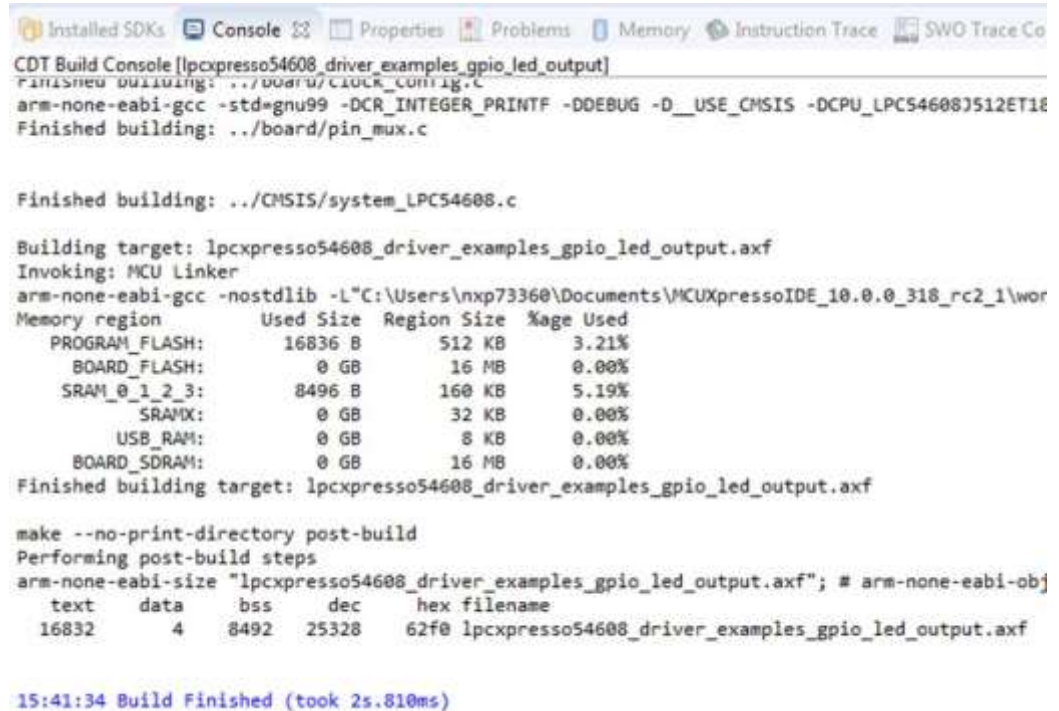 Installed SDKs Console Properties Problems Memory Instruction Trace SWO Trace Co
CDT Build Console [lpcxpresso54608_driver_examples_gpio_led_output]
Finished building: ../board/clock_config.c
arm-none-eabi-gcc -std=gnu99 -DCR_INTEGER_PRINTF -DDEBUG -D__USE_CMSIS -DCPU_LPC54608J512ET18
Finished building: ../board/pin_mux.c
Finished building: ../CMSIS/system_LPC54608.c
Building target: lpcxpresso54608_driver_examples_gpio_led_output.axf
Invoking: MCU Linker
arm-none-eabi-gcc -nostdlib -L"C:\Users\nxp73360\Documents\MCUXpressoIDE_10.0.0_318_rc2_1\wor
Memory region Used Size Region Size %age Used
PROGRAM_FLASH: 16836 B 512 KB 3.21%
BOARD_FLASH: 0 GB 16 MB 0.00%
SRAM_0_1_2_3: 8496 B 160 KB 5.19%
SRAMX: 0 GB 32 KB 0.00%
USB_RAM: 0 GB 8 KB 0.00%
BOARD_SDRAM: 0 GB 16 MB 0.00%
Finished building target: lpcxpresso54608_driver_examples_gpio_led_output.axf
make --no-print-directory post-build
Performing post-build steps
arm-none-eabi-size "lpcxpresso54608_driver_examples_gpio_led_output.axf"; # arm-none-eabi-obj
text data bss dec hex filename
16832 4 8492 25328 62f0 lpcxpresso54608_driver_examples_gpio_led_output.axf
15:41:34 Build Finished (took 2s.810ms)